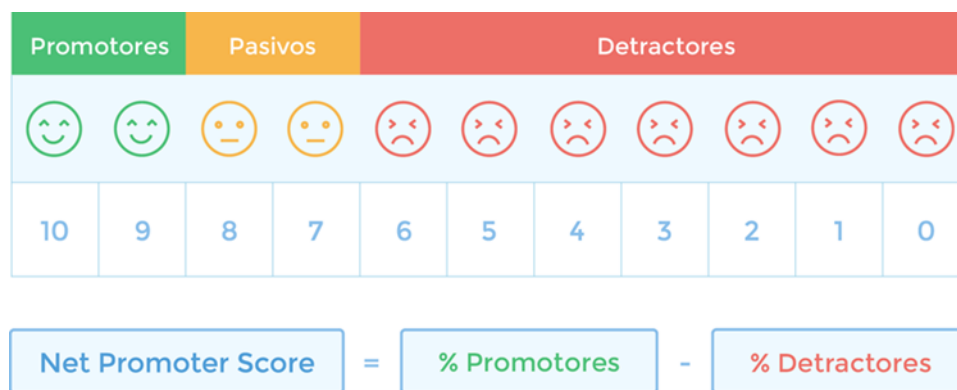 Promotores Pasivos Detractores
10 9 8 7 6 5 4 3 2 1 0
Net Promoter Score = % Promotores - % Detractores